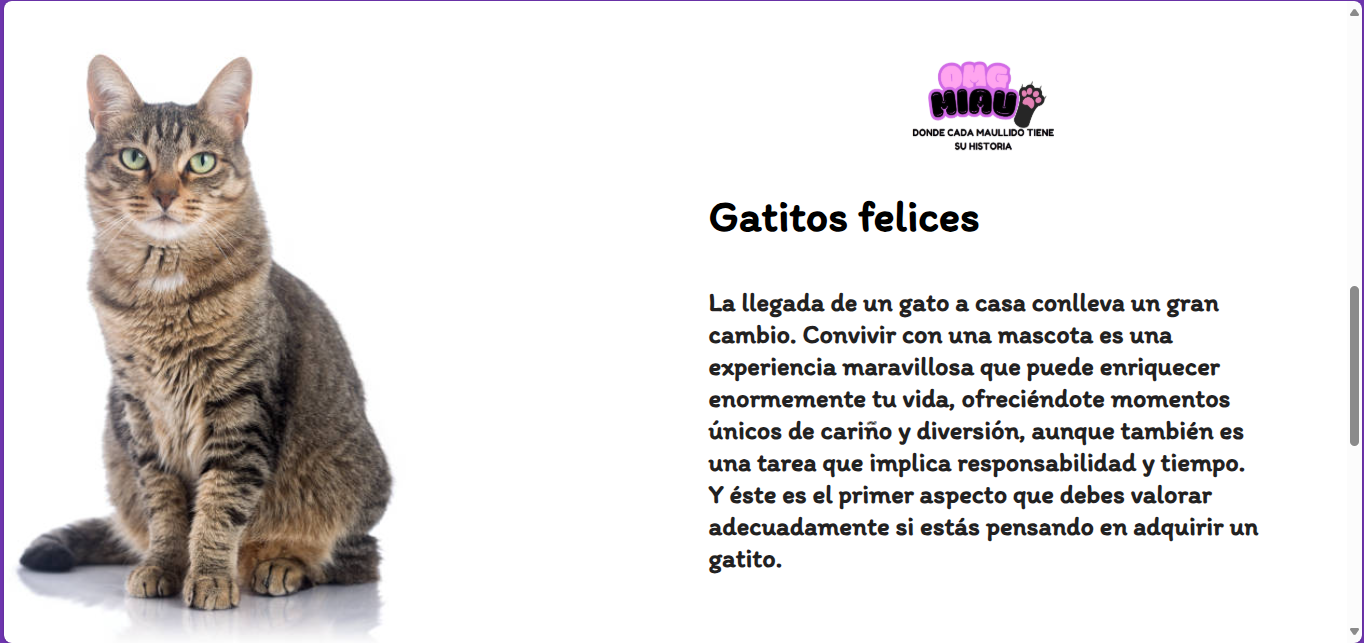 OMG
MIAU
DONDE CADA MAULLIDO TIENE
SU HISTORIA
Gatitos felices
La llegada de un gato a casa conlleva un gran
cambio. Convivir con una mascota es una
experiencia maravillosa que puede enriquecer
enormemente tu vida, ofreciéndote momentos
únicos de cariño y diversión, aunque también es
una tarea que implica responsabilidad y tiempo.
Y éste es el primer aspecto que debes valorar
adecuadamente si estás pensando en adquirir un
gatito.